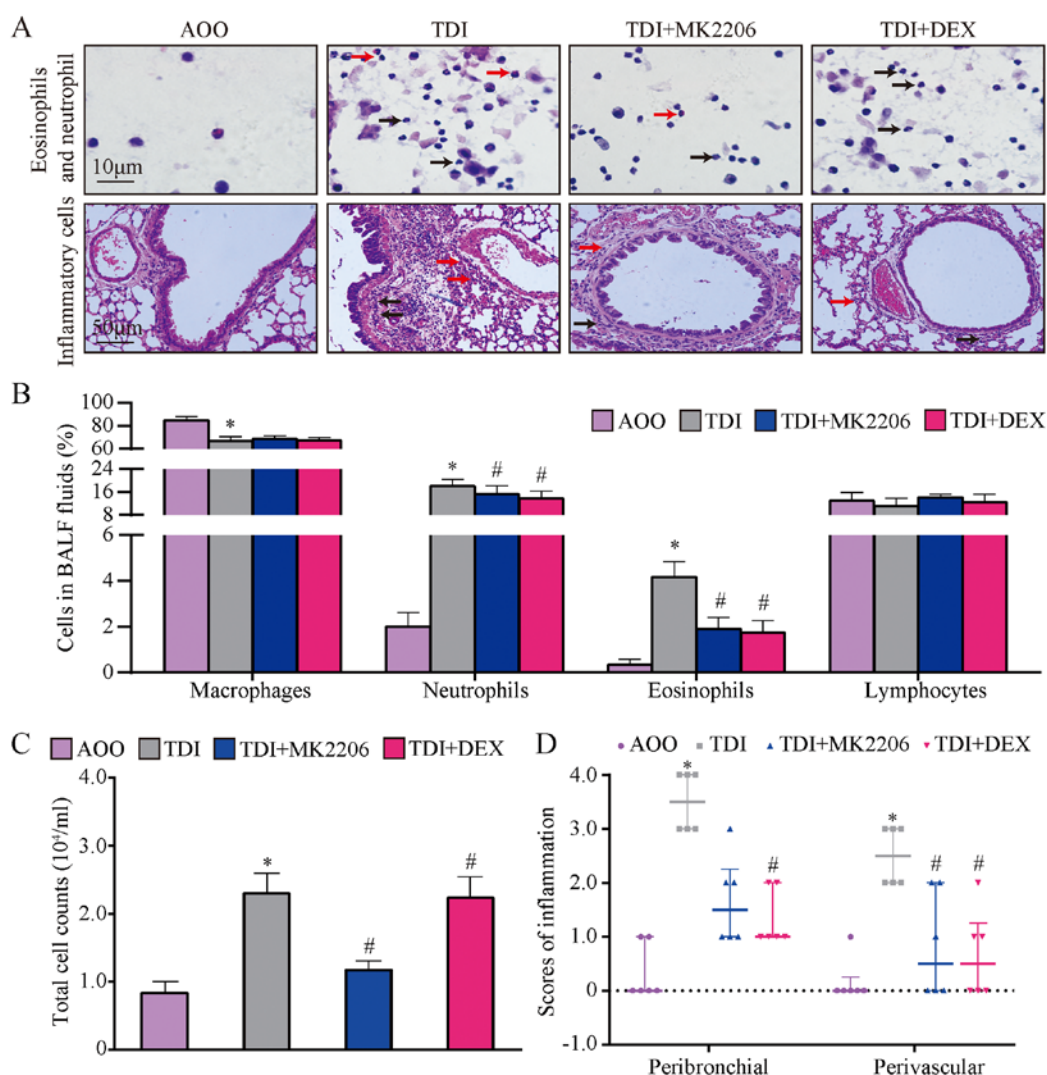 A
AOO TDI TDI+MK2206 TDI+DEX
Eosinophils
and neutrophil
10μm
Inflammatory cells
50μm
B
AOO TDI TDI+MK2206 TDI+DEX
Cells in BALF fluids (%)
100
80
60
24
16
8
6
4
2
0
*
* # #
* # #
Macrophages Neutrophils Eosinophils Lymphocytes
C
AOO TDI TDI+MK2206 TDI+DEX
Total cell counts (10⁴/ml)
4.0
3.0
2.0
1.0
0
* # #
D
AOO TDI TDI+MK2206 TDI+DEX
Scores of inflammation
4.0
3.0
2.0
1.0
0
-1.0
* #
* # #
Peribronchial Perivascular